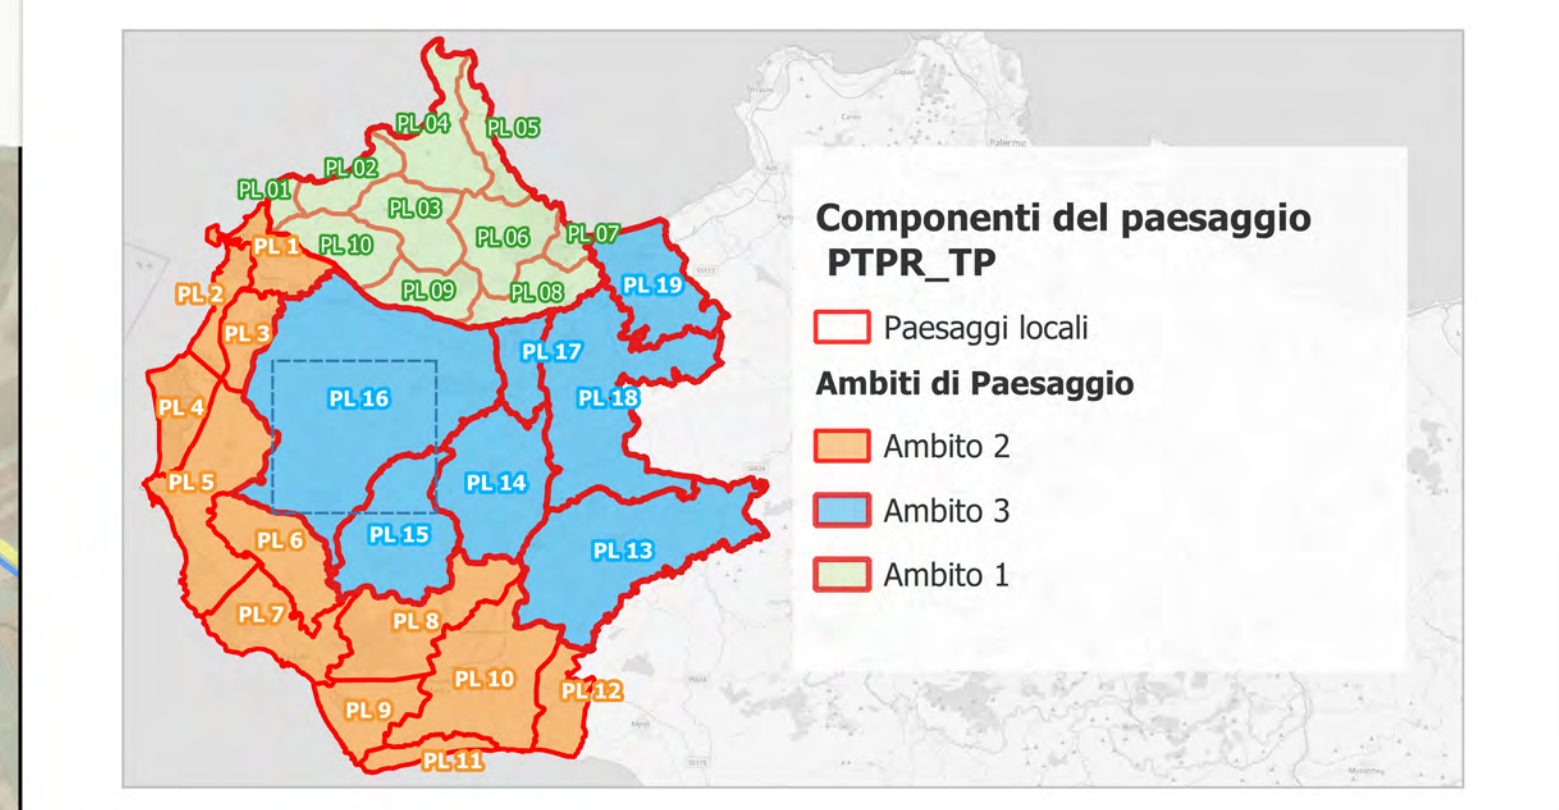 PL 04
PL 05
PL 02
PL 01
PL 03
PL 07
PL 06
PL 1
PL 10
PL 09
PL 08
PL 19
PL 2
PL 3
PL 17
PL 16
PL 18
PL 4
PL 5
PL 14
PL 15
PL 6
PL 13
PL 7
PL 8
PL 10
PL 12
PL 9
PL 11
Palermo
Componenti del paesaggio
PTPR_TP
Paesaggi locali
Ambiti di Paesaggio
Ambito 2
Ambito 3
Ambito 1